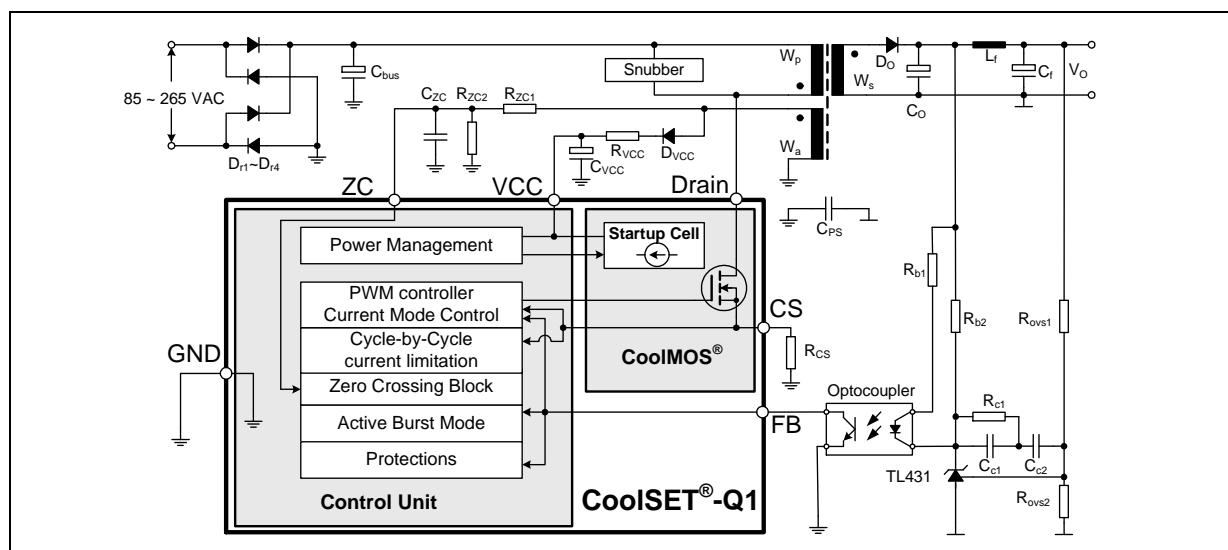 85 ~ 265 VAC
Dr1~Dr4
Cbus
Snubber
Wp
Ws
Wa
DO
CO
Lf
Cf
VO
CZC
RZC2
RZC1
RVCC
DVCC
CVCC
ZC
VCC
Drain
CPS
Power Management
Startup Cell
PWM controller
Current Mode Control
Cycle-by-Cycle
current limitation
Zero Crossing Block
Active Burst Mode
Protections
Control Unit
CoolMOS®
CoolSET®-Q1
GND
CS
RCS
FB
Optocoupler
Rb1
Rb2
Rovs1
Rc1
Cc1
Cc2
TL431
Rovs2